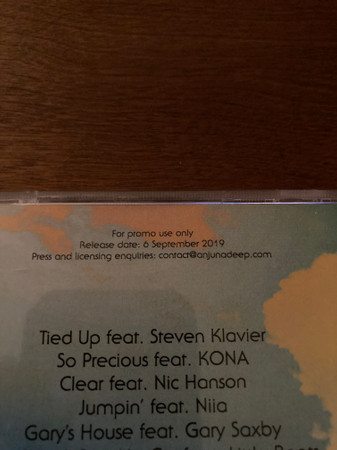 For promo use only
Release date: 6 September 2019
Press and licensing enquiries: contact@anjunadeep.com
Tied Up feat. Steven Klavier
So Precious feat. KONA
Clear feat. Nic Hanson
Jumpin' feat. Niia
Gary's House feat. Gary Saxby